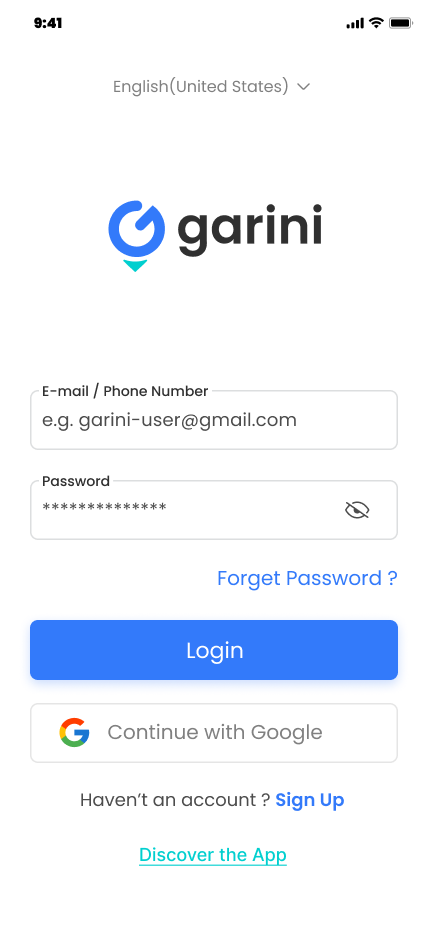 9:41
English(United States)
garini
E-mail / Phone Number
e.g. garini-user@gmail.com
Password
**************
Forget Password ?
Login
Continue with Google
Haven’t an account ? Sign Up
Discover the App